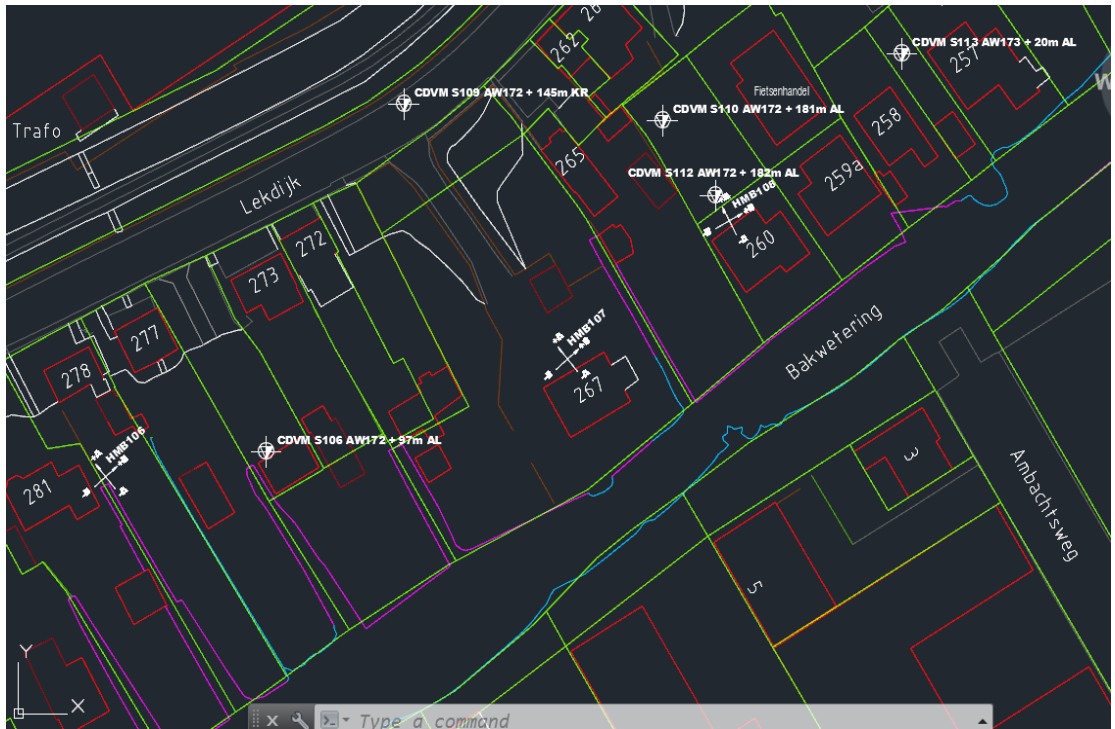 262
CDVM S113 AW173 + 20m AL
257
W
CDVM S109 AW172 + 145m KR
Fietsenhandel
CDVM S110 AW172 + 181m AL
Trafo
258
265
CDVM S112 AW172 + 182m AL
259a
HMB108
Lekdijk
272
260
273
HMB107
Bakwetering
277
278
267
CDVM S106 AW172 + 97m AL
HMB106
3
281
Ambachtsweg
5
Y
X
Type a command